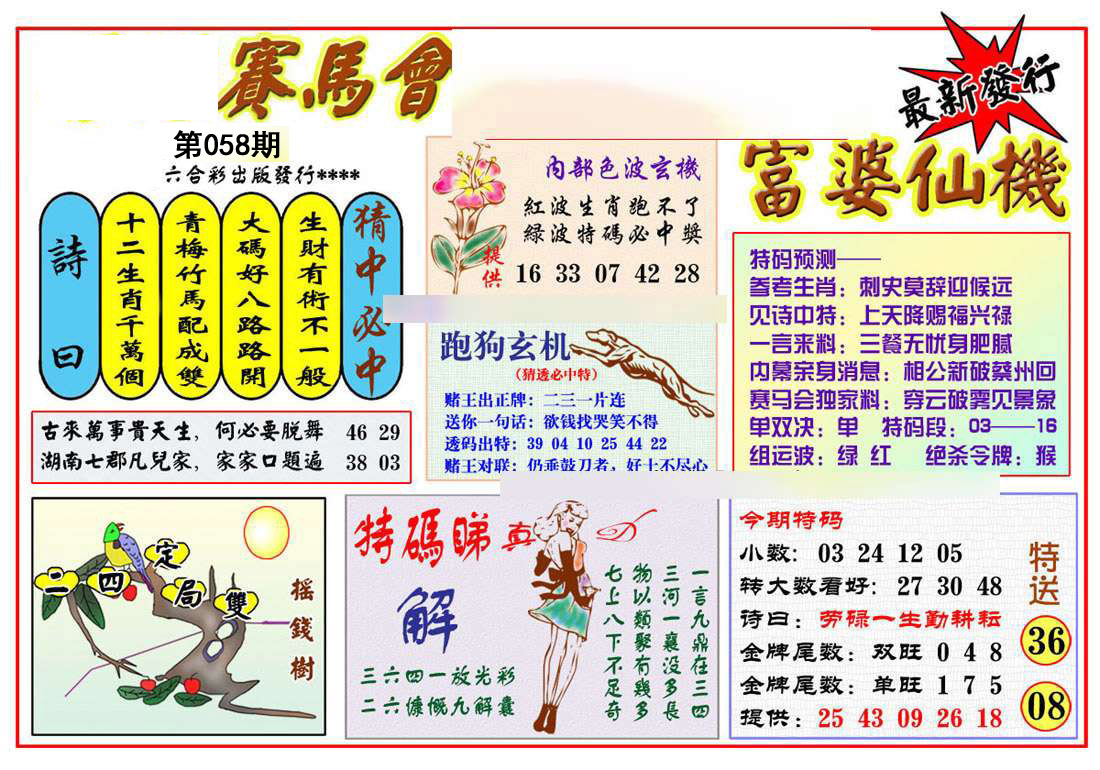 賽馬會
第058期
六合彩出版發行****
最新發行
富婆仙機
詩曰
十二生肖千萬個
青梅竹馬配成雙
大碼好八路路開
生財有術不一般
猜中必中
古來萬事貴天生，何必要脱舞 46 29
湖南七郡凡兒家，家家口題遍 38 03
內部色波玄機
紅波生肖跑不了
緑波特碼必中獎
提供
16 33 07 42 28
跑狗玄机
（猜透必中特）
赌王出正牌：二三一片连
送你一句话：欲钱找哭笑不得
透码出特：39 04 10 25 44 22
赌王对联：仍垂鼓刀者，好士不尽心
特码预测——
参考生肖：刺史莫辞迎候远
见诗中特：上天降赐福兴禄
一言来料：三餐无忧身肥腻
内幕亲身消息：相公新破蔡州回
赛马会独家料：穿云破雾见景象
单双决：单 特码段：03——16
组运波：绿 红 绝杀令牌：猴
二四定局雙
摇錢樹
特碼睇真D
解
三六四一放光彩
二六慷慨九解囊
一言九鼎在三四
三河一襄没多長
物以類聚有幾多
七上八下不足奇
今期特码
小数：03 24 12 05
转大数看好：27 30 48
诗曰：劳碌一生勤耕耘
金牌尾数：双旺 0 4 8
金牌尾数：单旺 1 7 5
提供：25 43 09 26 18
特送
36
08